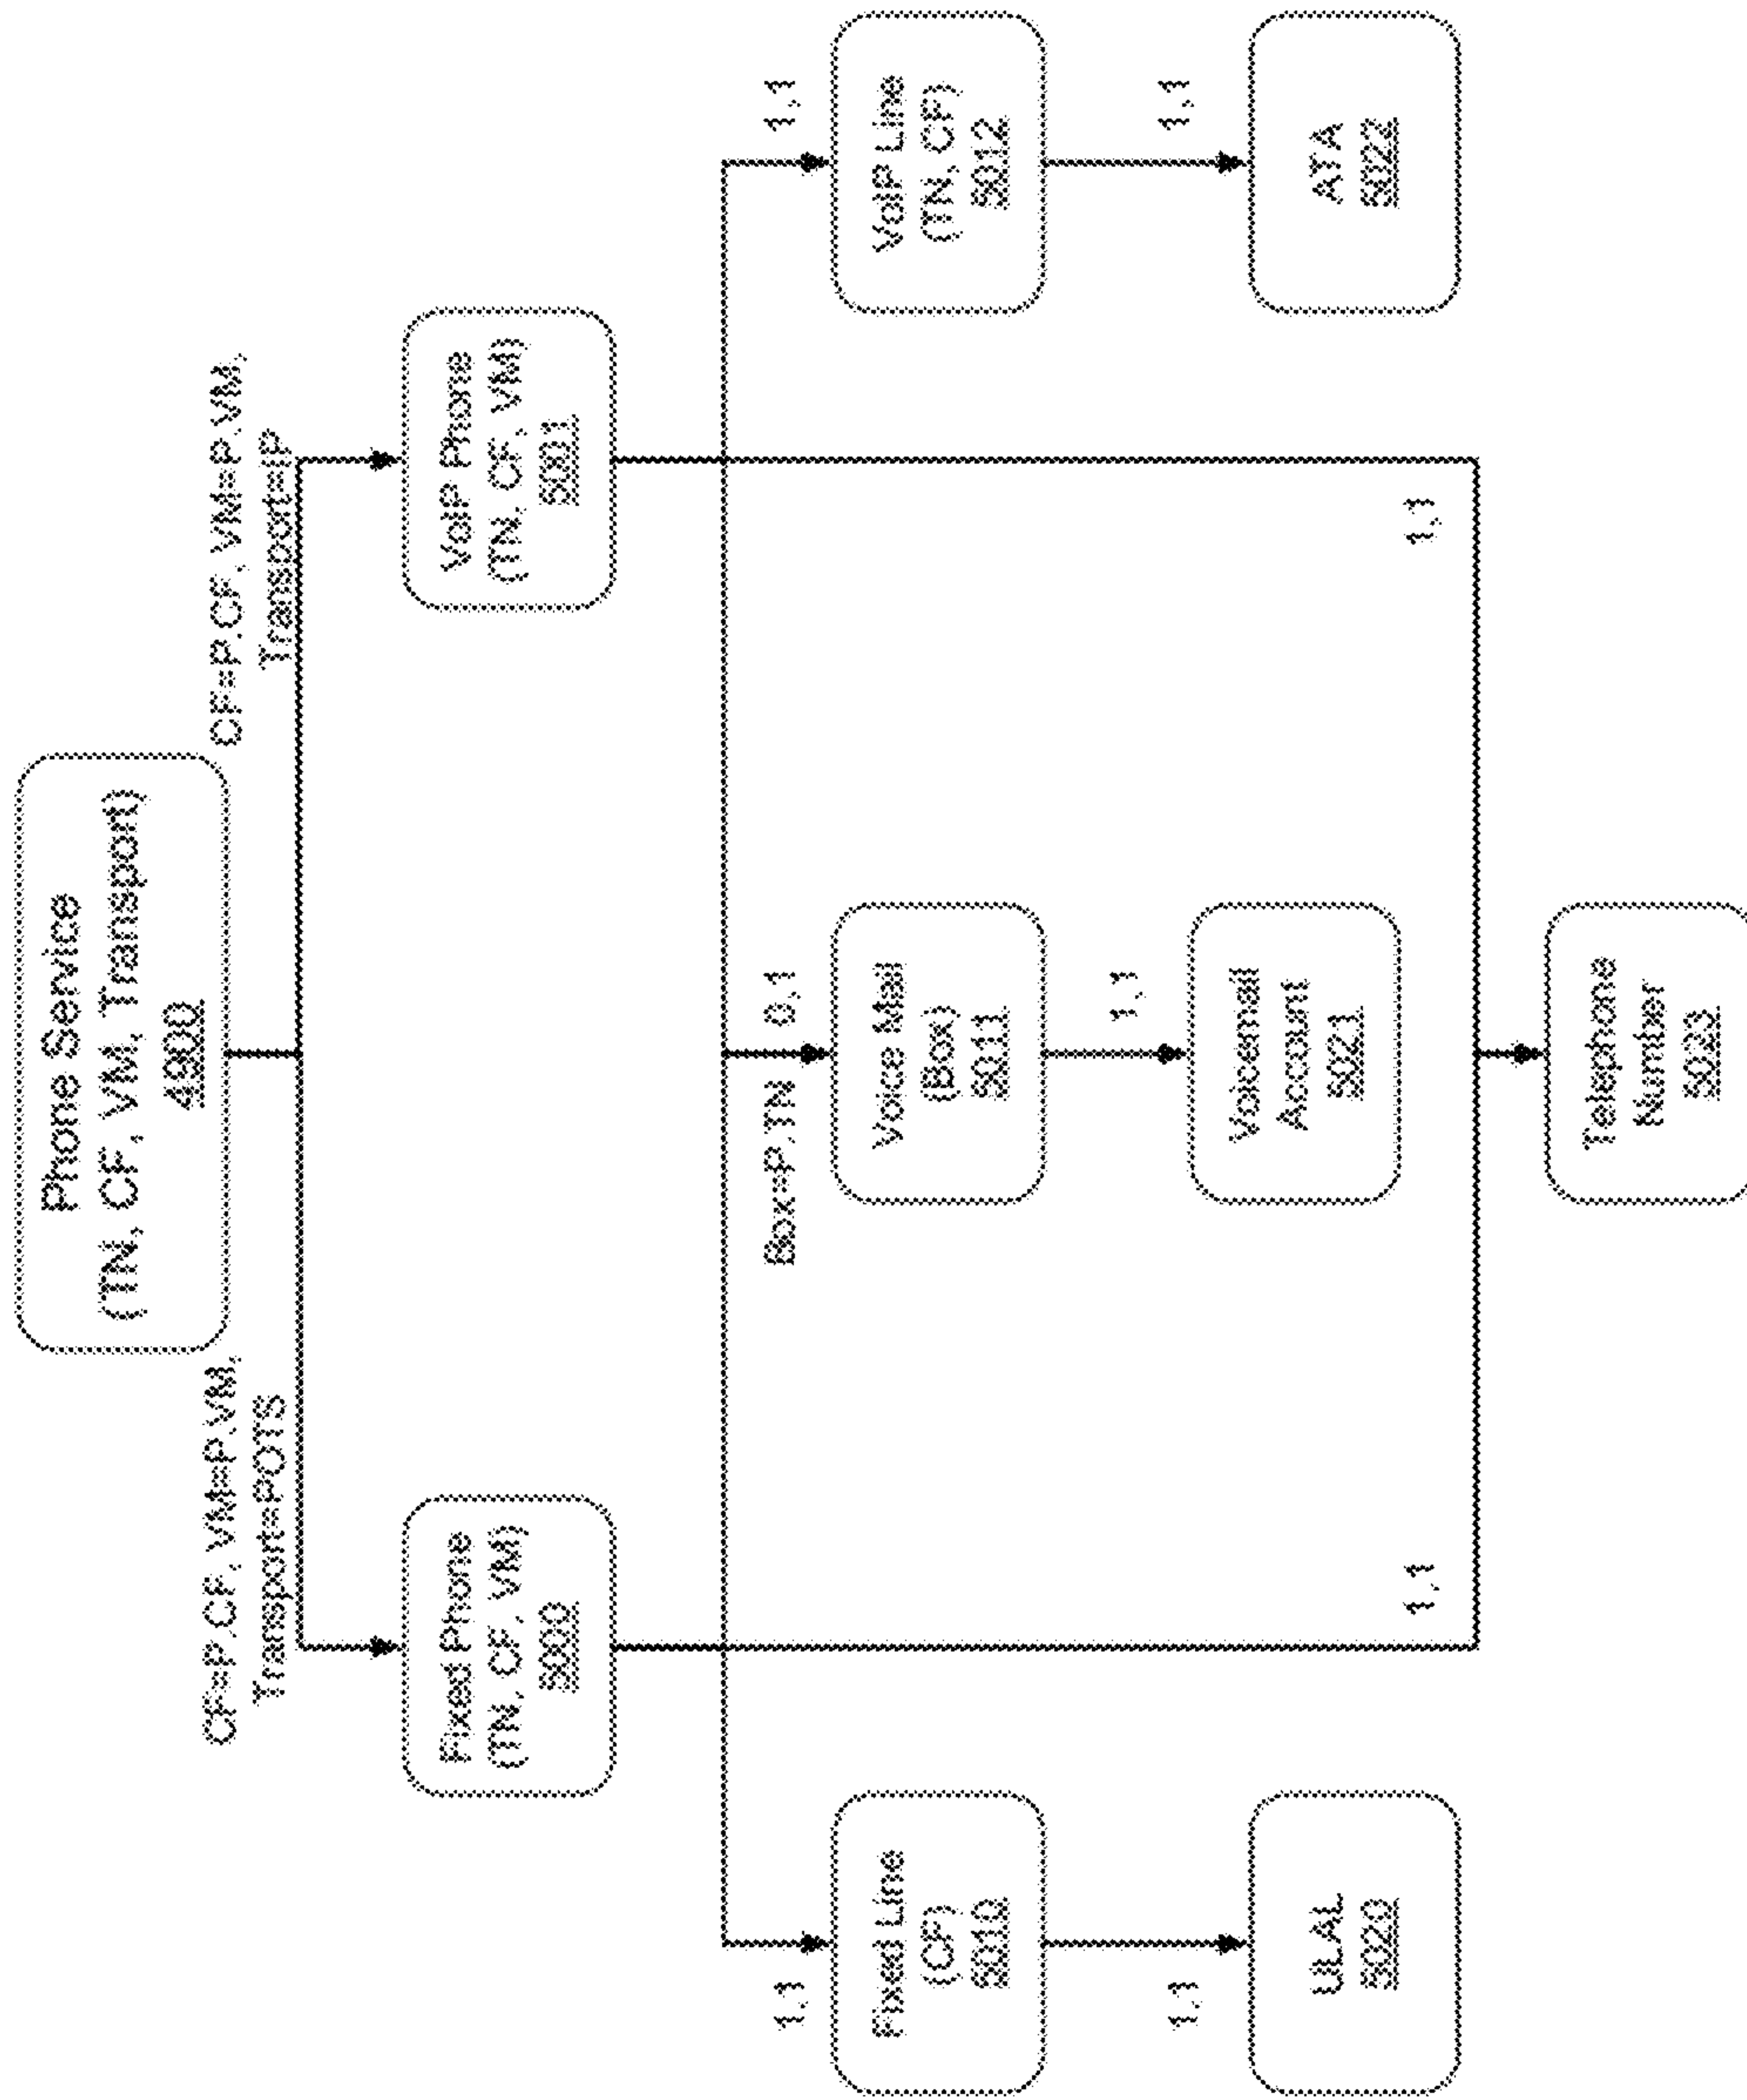 Phone Service
(TN, CF, VM, Transport)
4900
CF=P.CF, VM=P.VM,
Transport=POTS
CF=P.CF, VM=P.VM,
Transport=IP
Fixed Phone
(TN, CF, VM)
5000
VoIP Phone
(TN, CF, VM)
5001
1,1
Box=P.TN 0,1
1,1
Fixed Line
(CF)
5010
Voice Mail
(Box)
5011
VoIP Line
(TN, CF)
5012
1,1
1,1
1,1
ULAL
5020
Voicemail
Account
5021
ATA
5022
1,1
1,1
Telephone
Number
5023